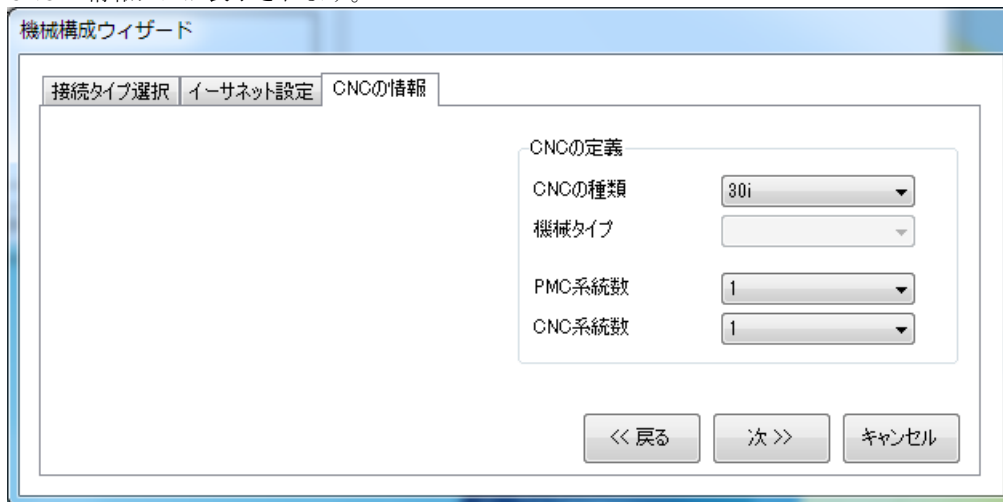 機械構成ウィザード
接続タイプ選択 イーサネット設定 CNCの情報
CNCの定義
CNCの種類 30i
機械タイプ
PMC系統数 1
CNC系統数 1
<< 戻る 次 >> キャンセル